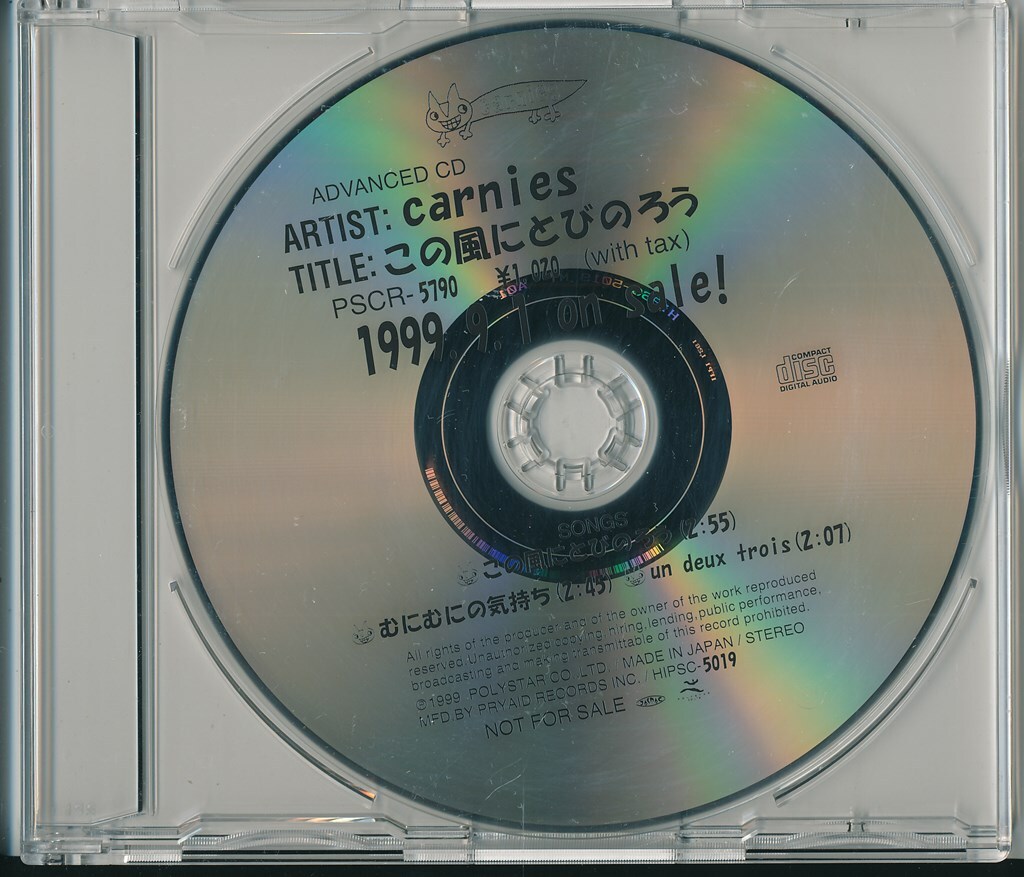 ADVANCED CD
ARTIST: carnies
TITLE: この風にとびのろう
PSCR-5790 ¥1,020 (with tax)
1999.9.1 on sale!
COMPACT
disc
DIGITAL AUDIO
SONGS
この風にとびのろう (2:55)
むにむにの気持ち (2:45) un deux trois (2:07)
All rights of the producer and of the owner of the work reproduced
reserved. Unauthorized copying, hiring, lending, public performance,
broadcasting and making transmittable of this record prohibited.
©1999 POLYSTAR CO.,LTD. MADE IN JAPAN / STEREO
MFD.BY PRYAID RECORDS INC. / HIPSC-5019
NOT FOR SALE